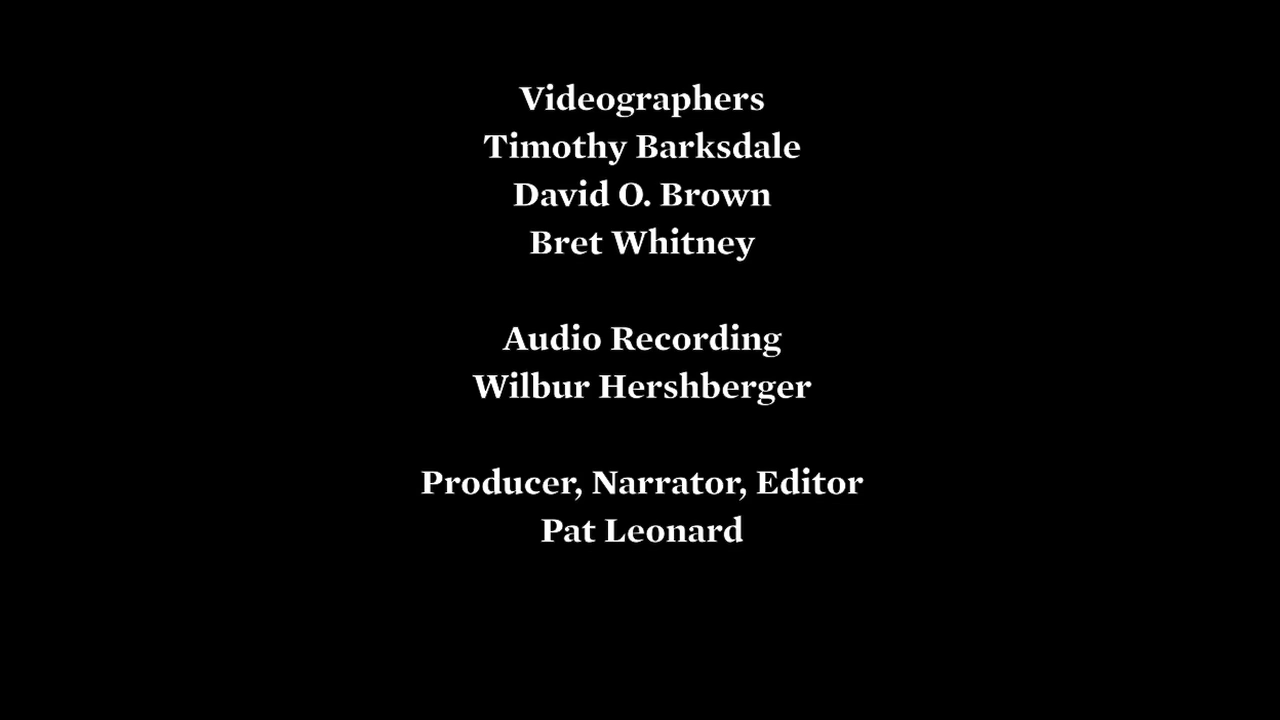 Videographers
Timothy Barksdale
David O. Brown
Bret Whitney
Audio Recording
Wilbur Hershberger
Producer, Narrator, Editor
Pat Leonard